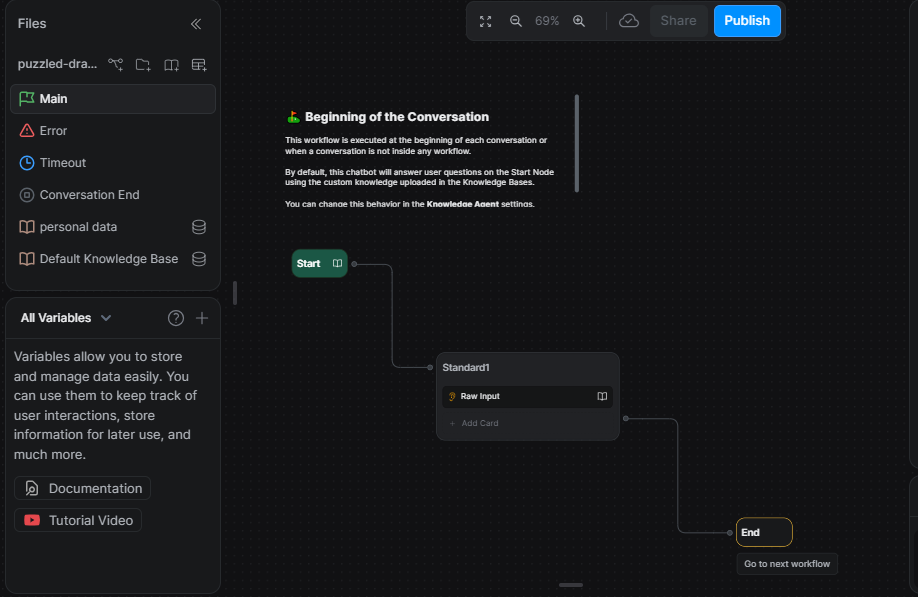 Files
puzzled-dra...
Main
Error
Timeout
Conversation End
personal data
Default Knowledge Base
All Variables
Variables allow you to store
and manage data easily. You
can use them to keep track of
user interactions, store
information for later use, and
much more.
Documentation
Tutorial Video
69%
Share
Publish
Beginning of the Conversation
This workflow is executed at the beginning of each conversation or
when a conversation is not inside any workflow.
By default, this chatbot will answer user questions on the Start Node
using the custom knowledge uploaded in the Knowledge Bases.
You can change this behavior in the Knowledge Agent settings.
Start
Standard1
Raw Input
+ Add Card
End
Go to next workflow